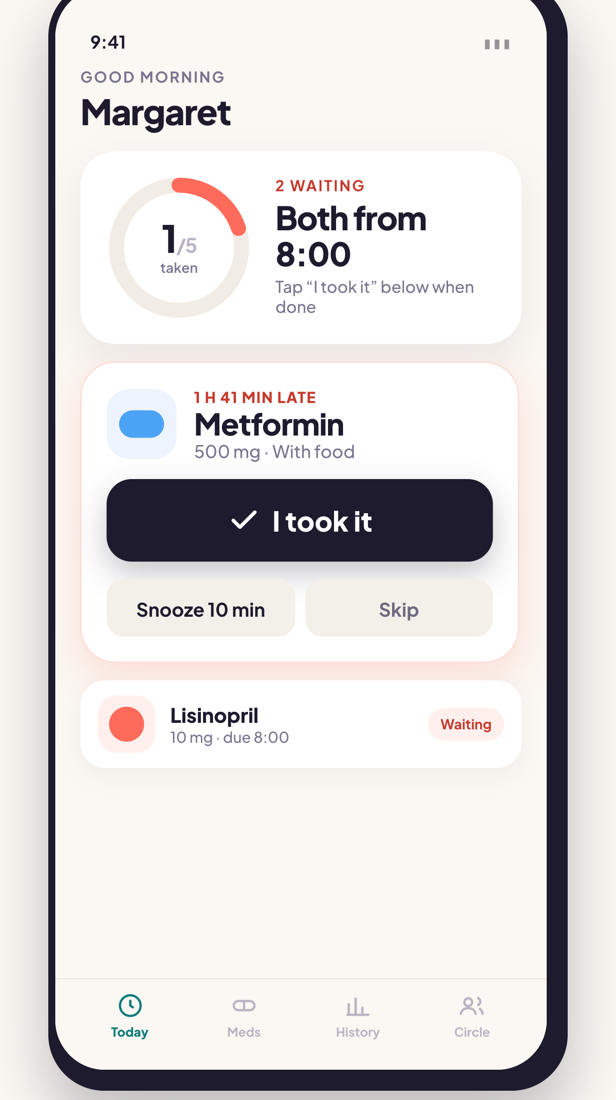 9:41
GOOD MORNING
Margaret
1/5
taken
2 WAITING
Both from
8:00
Tap “I took it” below when
done
1 H 41 MIN LATE
Metformin
500 mg · With food
I took it
Snooze 10 min
Skip
Lisinopril
10 mg · due 8:00
Waiting
Today
Meds
History
Circle